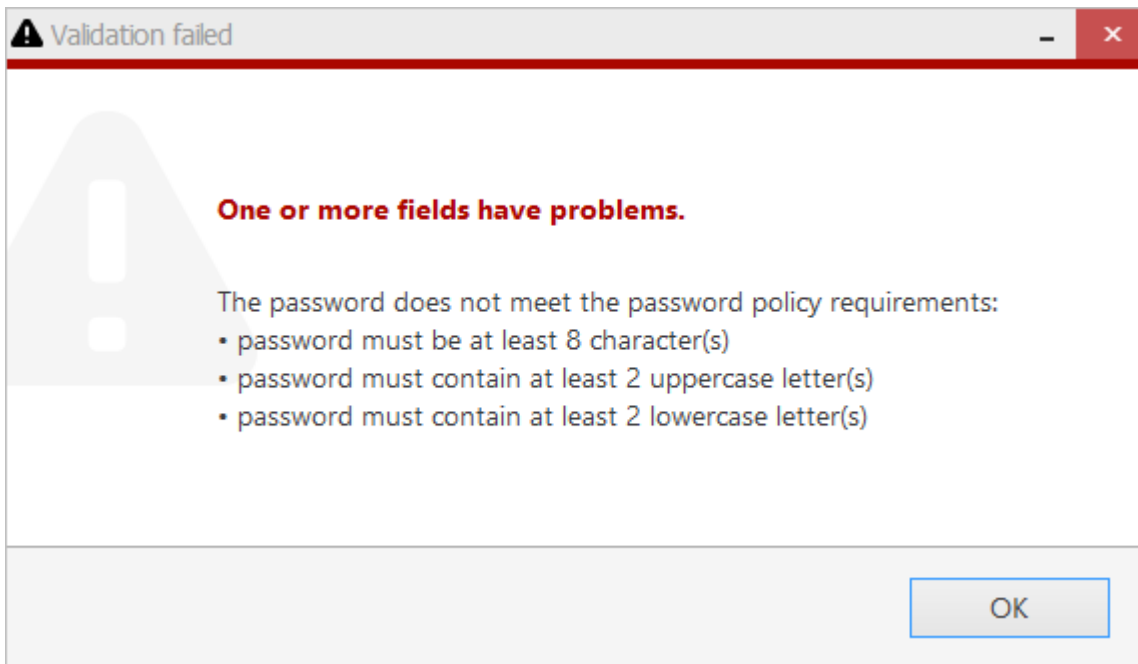 Validation failed
One or more fields have problems.
The password does not meet the password policy requirements:
• password must be at least 8 character(s)
• password must contain at least 2 uppercase letter(s)
• password must contain at least 2 lowercase letter(s)
OK